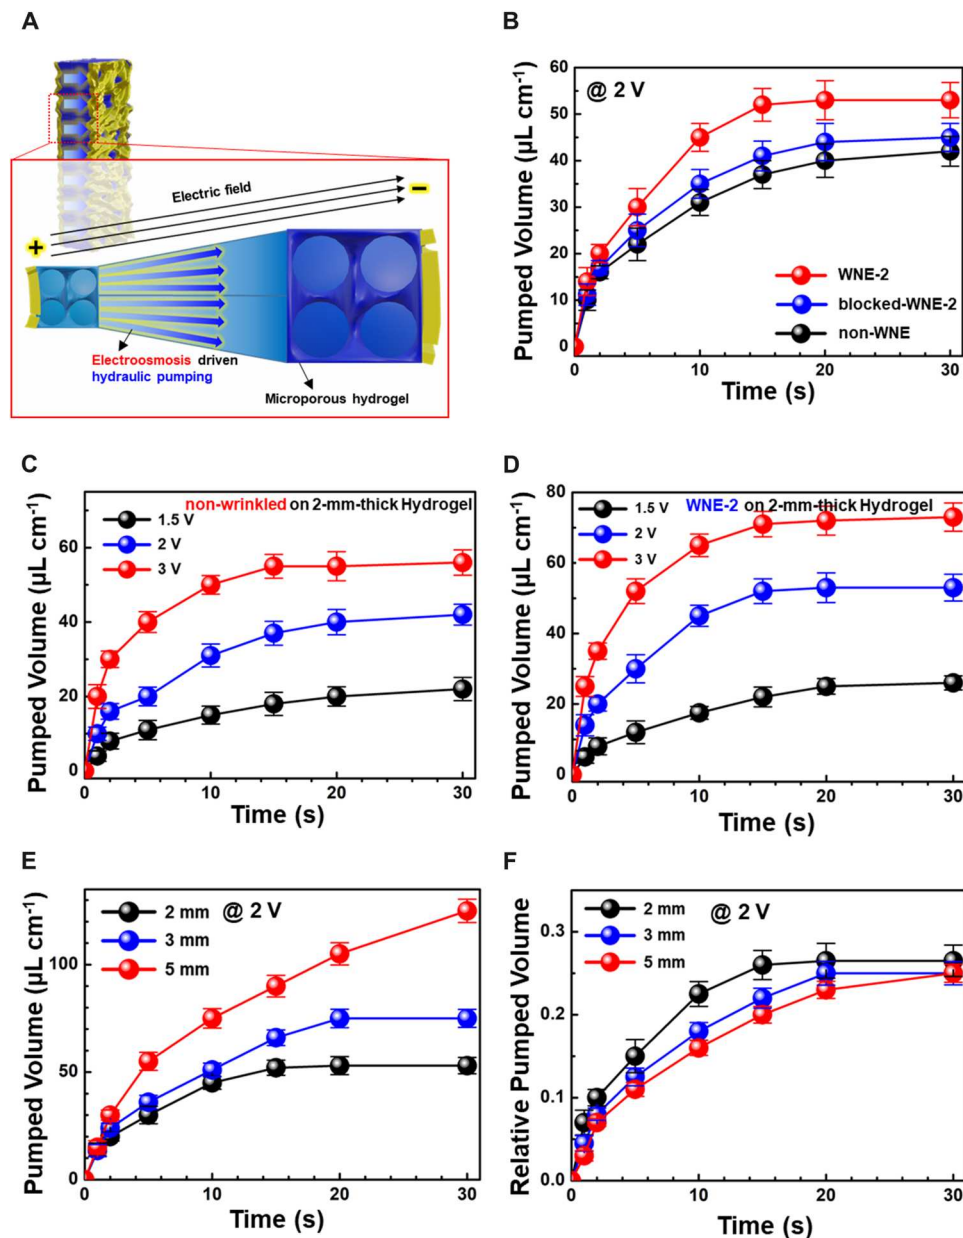 A
Electric field
+
−
Electroosmosis driven
hydraulic pumping
Microporous hydrogel
B
@ 2 V
Pumped Volume (µL cm⁻¹)
60
50
40
30
20
10
0
WNE-2
blocked-WNE-2
non-WNE
0 10 20 30
Time (s)
C
non-wrinkled on 2-mm-thick Hydrogel
1.5 V
2 V
3 V
Pumped Volume (µL cm⁻¹)
60
40
20
0
0 10 20 30
Time (s)
D
WNE-2 on 2-mm-thick Hydrogel
1.5 V
2 V
3 V
Pumped Volume (µL cm⁻¹)
80
60
40
20
0
0 10 20 30
Time (s)
E
2 mm
3 mm
5 mm
@ 2 V
Pumped Volume (µL cm⁻¹)
100
50
0
0 10 20 30
Time (s)
F
2 mm
3 mm
5 mm
@ 2 V
Relative Pumped Volume
0.3
0.2
0.1
0.0
0 10 20 30
Time (s)